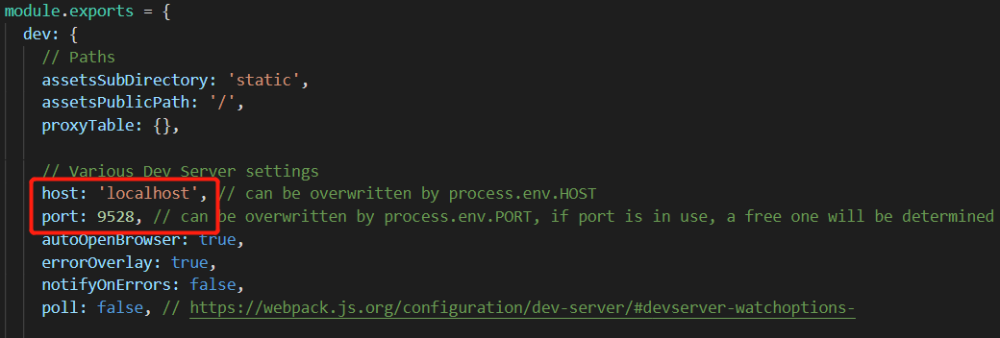 module.exports = {
dev: {
// Paths
assetsSubDirectory: 'static',
assetsPublicPath: '/',
proxyTable: {},
// Various Dev Server settings
host: 'localhost', // can be overwritten by process.env.HOST
port: 9528, // can be overwritten by process.env.PORT, if port is in use, a free one will be determined
autoOpenBrowser: true,
errorOverlay: true,
notifyOnErrors: false,
poll: false, // https://webpack.js.org/configuration/dev-server/#devserver-watchoptions-